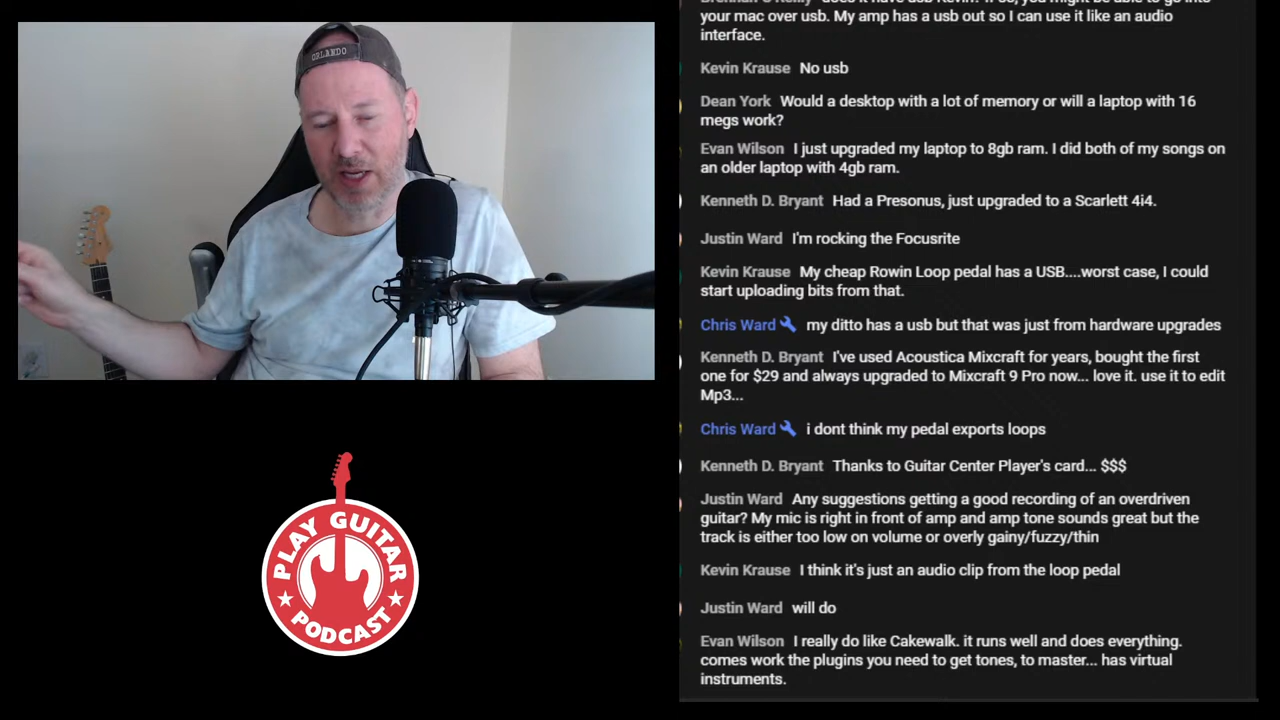 ORLANDO
PLAY GUITAR
PODCAST
your mac over usb. My amp has a usb out so I can use it like an audio
interface.
Kevin Krause No usb
Dean York Would a desktop with a lot of memory or will a laptop with 16
megs work?
Evan Wilson I just upgraded my laptop to 8gb ram. I did both of my songs on
an older laptop with 4gb ram.
Kenneth D. Bryant Had a Presonus, just upgraded to a Scarlett 4i4.
Justin Ward I'm rocking the Focusrite
Kevin Krause My cheap Rowin Loop pedal has a USB....worst case, I could
start uploading bits from that.
Chris Ward my ditto has a usb but that was just from hardware upgrades
Kenneth D. Bryant I've used Acoustica Mixcraft for years, bought the first
one for $29 and always upgraded to Mixcraft 9 Pro now... love it. use it to edit
Mp3...
Chris Ward i dont think my pedal exports loops
Kenneth D. Bryant Thanks to Guitar Center Player's card... $$$
Justin Ward Any suggestions getting a good recording of an overdriven
guitar? My mic is right in front of amp and amp tone sounds great but the
track is either too low on volume or overly gainy/fuzzy/thin
Kevin Krause I think it's just an audio clip from the loop pedal
Justin Ward will do
Evan Wilson I really do like Cakewalk. it runs well and does everything.
comes work the plugins you need to get tones, to master... has virtual
instruments.